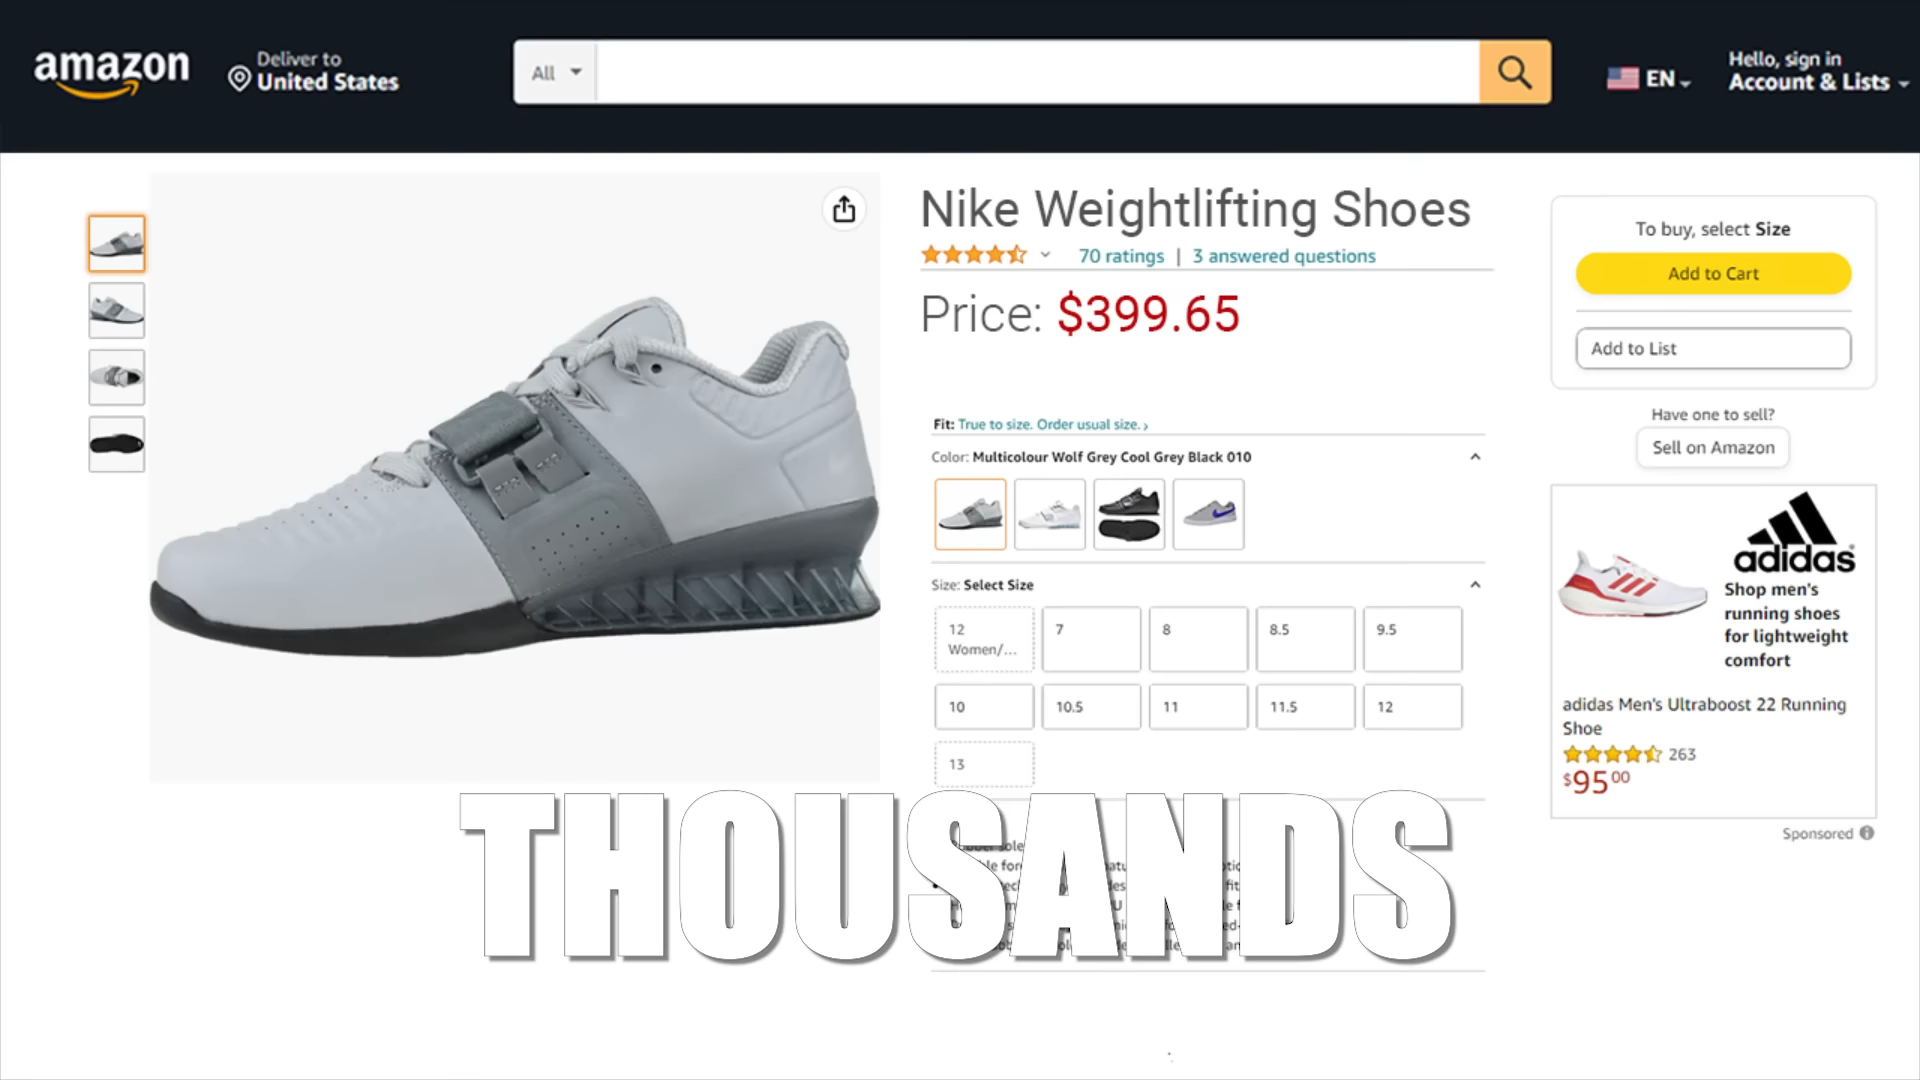 amazon
Deliver to
United States
All
EN
Hello, sign in
Account & Lists
Nike Weightlifting Shoes
70 ratings | 3 answered questions
Price: $399.65
Fit: True to size. Order usual size. ›
Color: Multicolour Wolf Grey Cool Grey Black 010
Size: Select Size
12
Women/...
7
8
8.5
9.5
10
10.5
11
11.5
12
13
To buy, select Size
Add to Cart
Add to List
Have one to sell?
Sell on Amazon
adidas
Shop men's
running shoes
for lightweight
comfort
adidas Men's Ultraboost 22 Running
Shoe
263
$95 00
Sponsored
THOUSANDS